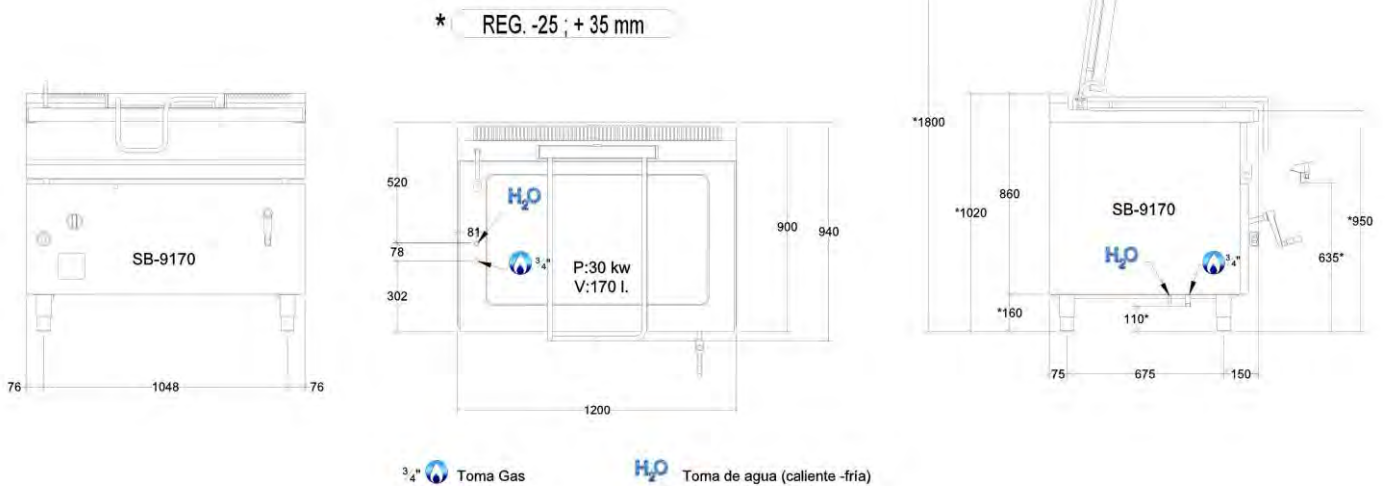 * REG. -25 ; + 35 mm
SB-9170
76
1048
76
520
78
302
81
H2O
3/4"
P:30 kw
V:170 l.
900
940
1200
*1800
*1020
860
*160
SB-9170
H2O
3/4"
110*
635*
*950
75
675
150
3/4" Toma Gas
H2O Toma de agua (caliente -fría)